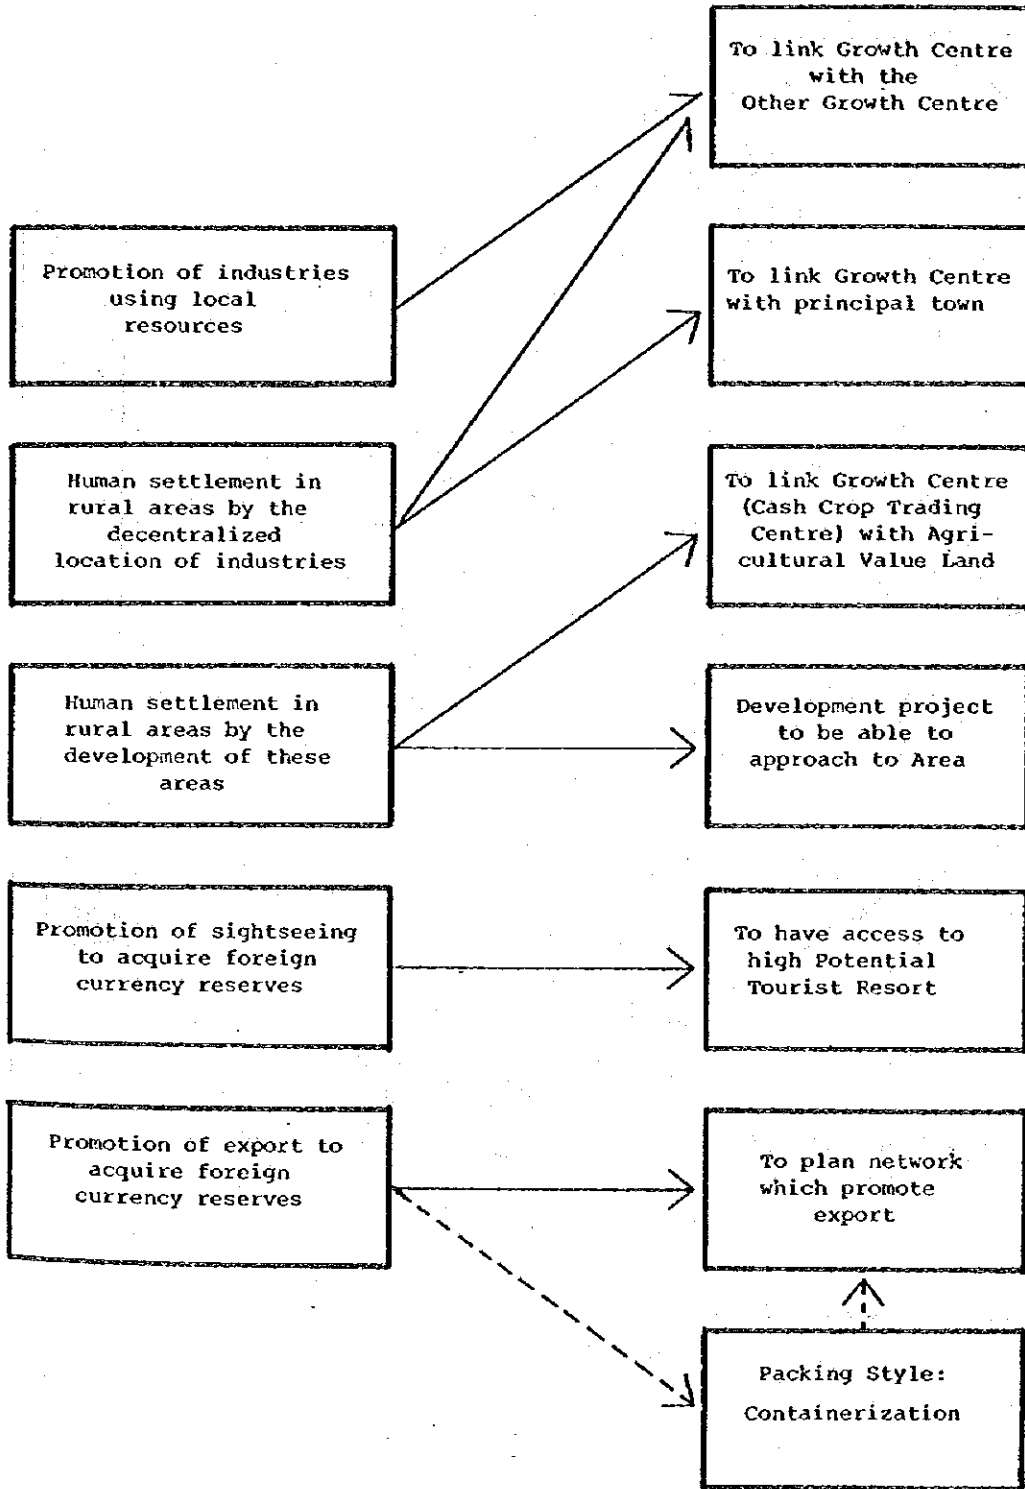 To link Growth Centre
with the
Other Growth Centre
Promotion of industries
using local
resources
To link Growth Centre
with principal town
Human settlement in
rural areas by the
decentralized
location of industries
To link Growth Centre
(Cash Crop Trading
Centre) with Agri-
cultural Value Land
Human settlement in
rural areas by the
development of these
areas
Development project
to be able to
approach to Area
Promotion of sightseeing
to acquire foreign
currency reserves
To have access to
high Potential
Tourist Resort
Promotion of export to
acquire foreign
currency reserves
To plan network
which promote
export
Packing Style:
Containerization